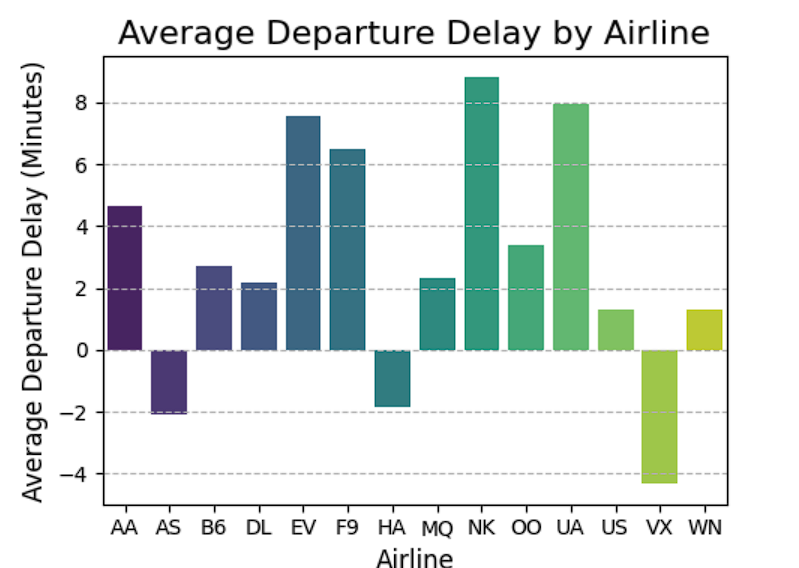 Average Departure Delay by Airline
Average Departure Delay (Minutes)
8
6
4
2
0
−2
−4
AA AS B6 DL EV F9 HA MQ NK OO UA US VX WN
Airline